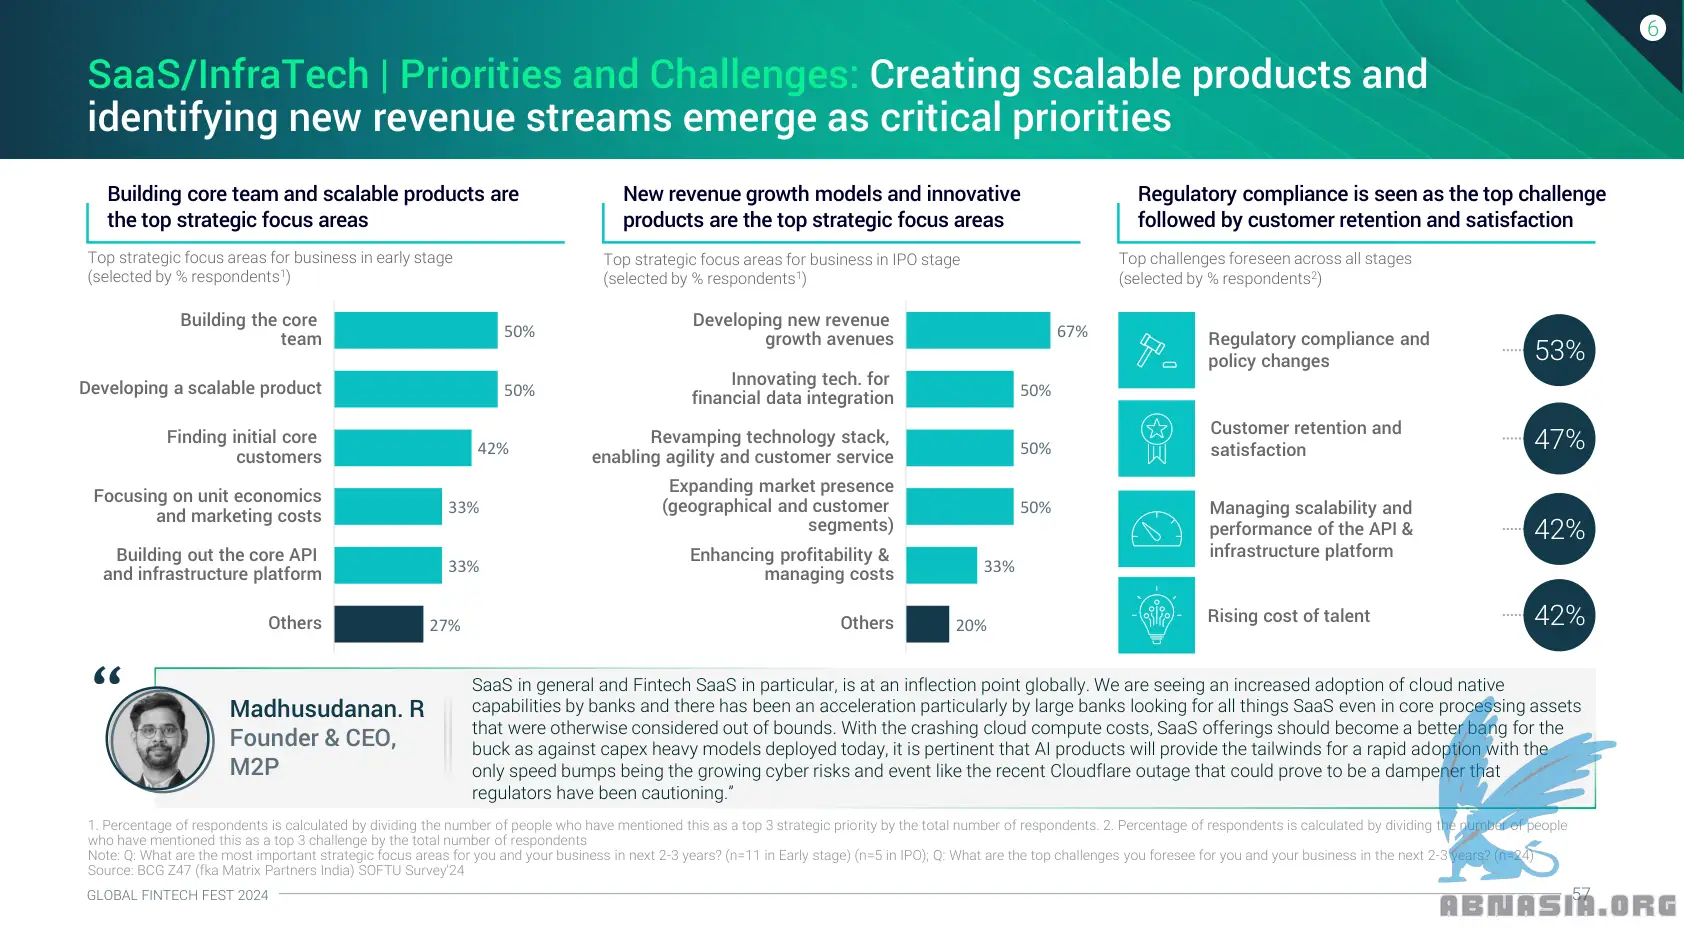 6
SaaS/InfraTech | Priorities and Challenges: Creating scalable products and
identifying new revenue streams emerge as critical priorities
Building core team and scalable products are
the top strategic focus areas
Top strategic focus areas for business in early stage
(selected by % respondents¹)
Building the core
team
50%
Developing a scalable product
50%
Finding initial core
customers
42%
Focusing on unit economics
and marketing costs
33%
Building out the core API
and infrastructure platform
33%
Others
27%
New revenue growth models and innovative
products are the top strategic focus areas
Top strategic focus areas for business in IPO stage
(selected by % respondents¹)
Developing new revenue
growth avenues
67%
Innovating tech. for
financial data integration
50%
Revamping technology stack,
enabling agility and customer service
50%
Expanding market presence
(geographical and customer
segments)
50%
Enhancing profitability &
managing costs
33%
Others
20%
Regulatory compliance is seen as the top challenge
followed by customer retention and satisfaction
Top challenges foreseen across all stages
(selected by % respondents²)
Regulatory compliance and
policy changes
53%
Customer retention and
satisfaction
47%
Managing scalability and
performance of the API &
infrastructure platform
42%
Rising cost of talent
42%
“
Madhusudanan. R
Founder & CEO,
M2P
SaaS in general and Fintech SaaS in particular, is at an inflection point globally. We are seeing an increased adoption of cloud native
capabilities by banks and there has been an acceleration particularly by large banks looking for all things SaaS even in core processing assets
that were otherwise considered out of bounds. With the crashing cloud compute costs, SaaS offerings should become a better bang for the
buck as against capex heavy models deployed today, it is pertinent that AI products will provide the tailwinds for a rapid adoption with the
only speed bumps being the growing cyber risks and event like the recent Cloudflare outage that could prove to be a dampener that
regulators have been cautioning.”
1. Percentage of respondents is calculated by dividing the number of people who have mentioned this as a top 3 strategic priority by the total number of respondents. 2. Percentage of respondents is calculated by dividing the number of people
who have mentioned this as a top 3 challenge by the total number of respondents
Note: Q: What are the most important strategic focus areas for you and your business in next 2-3 years? (n=11 in Early stage) (n=5 in IPO); Q: What are the top challenges you foresee for you and your business in the next 2-3 years? (n=24)
Source: BCG Z47 (fka Matrix Partners India) SOFTU Survey'24
GLOBAL FINTECH FEST 2024
57
ABNASIA.ORG